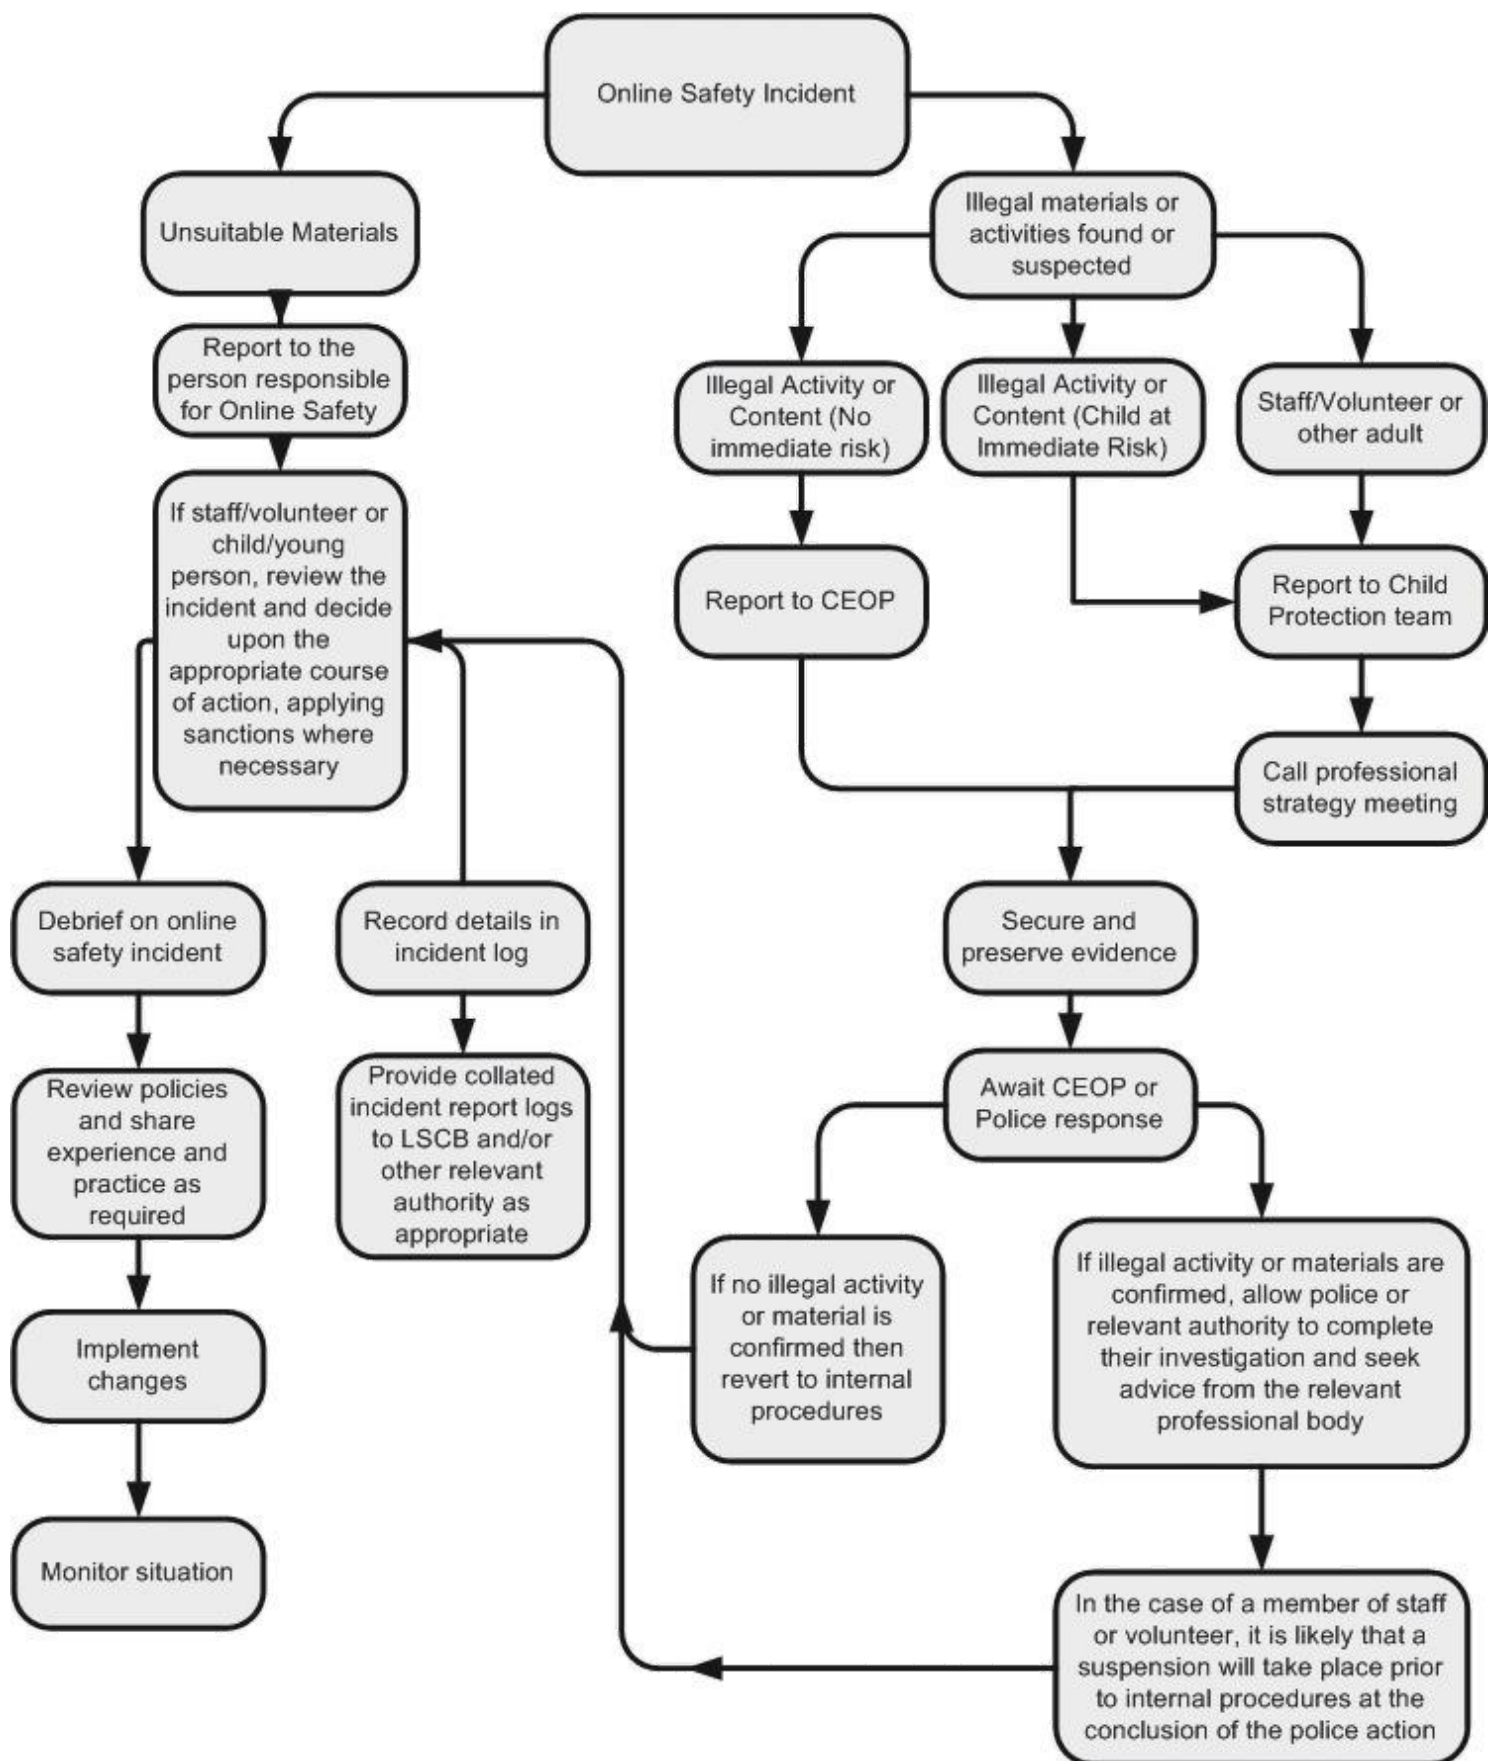 Online Safety Incident
Unsuitable Materials
Illegal materials or
activities found or
suspected
Report to the
person responsible
for Online Safety
Illegal Activity or
Content (No
immediate risk)
Illegal Activity or
Content (Child at
Immediate Risk)
Staff/Volunteer or
other adult
If staff/volunteer or
child/young
person, review the
incident and decide
upon the
appropriate course
of action, applying
sanctions where
necessary
Report to CEOP
Report to Child
Protection team
Call professional
strategy meeting
Debrief on online
safety incident
Record details in
incident log
Secure and
preserve evidence
Review policies
and share
experience and
practice as
required
Provide collated
incident report logs
to LSCB and/or
other relevant
authority as
appropriate
Await CEOP or
Police response
If no illegal activity
or material is
confirmed then
revert to internal
procedures
If illegal activity or materials are
confirmed, allow police or
relevant authority to complete
their investigation and seek
advice from the relevant
professional body
Implement
changes
Monitor situation
In the case of a member of staff
or volunteer, it is likely that a
suspension will take place prior
to internal procedures at the
conclusion of the police action